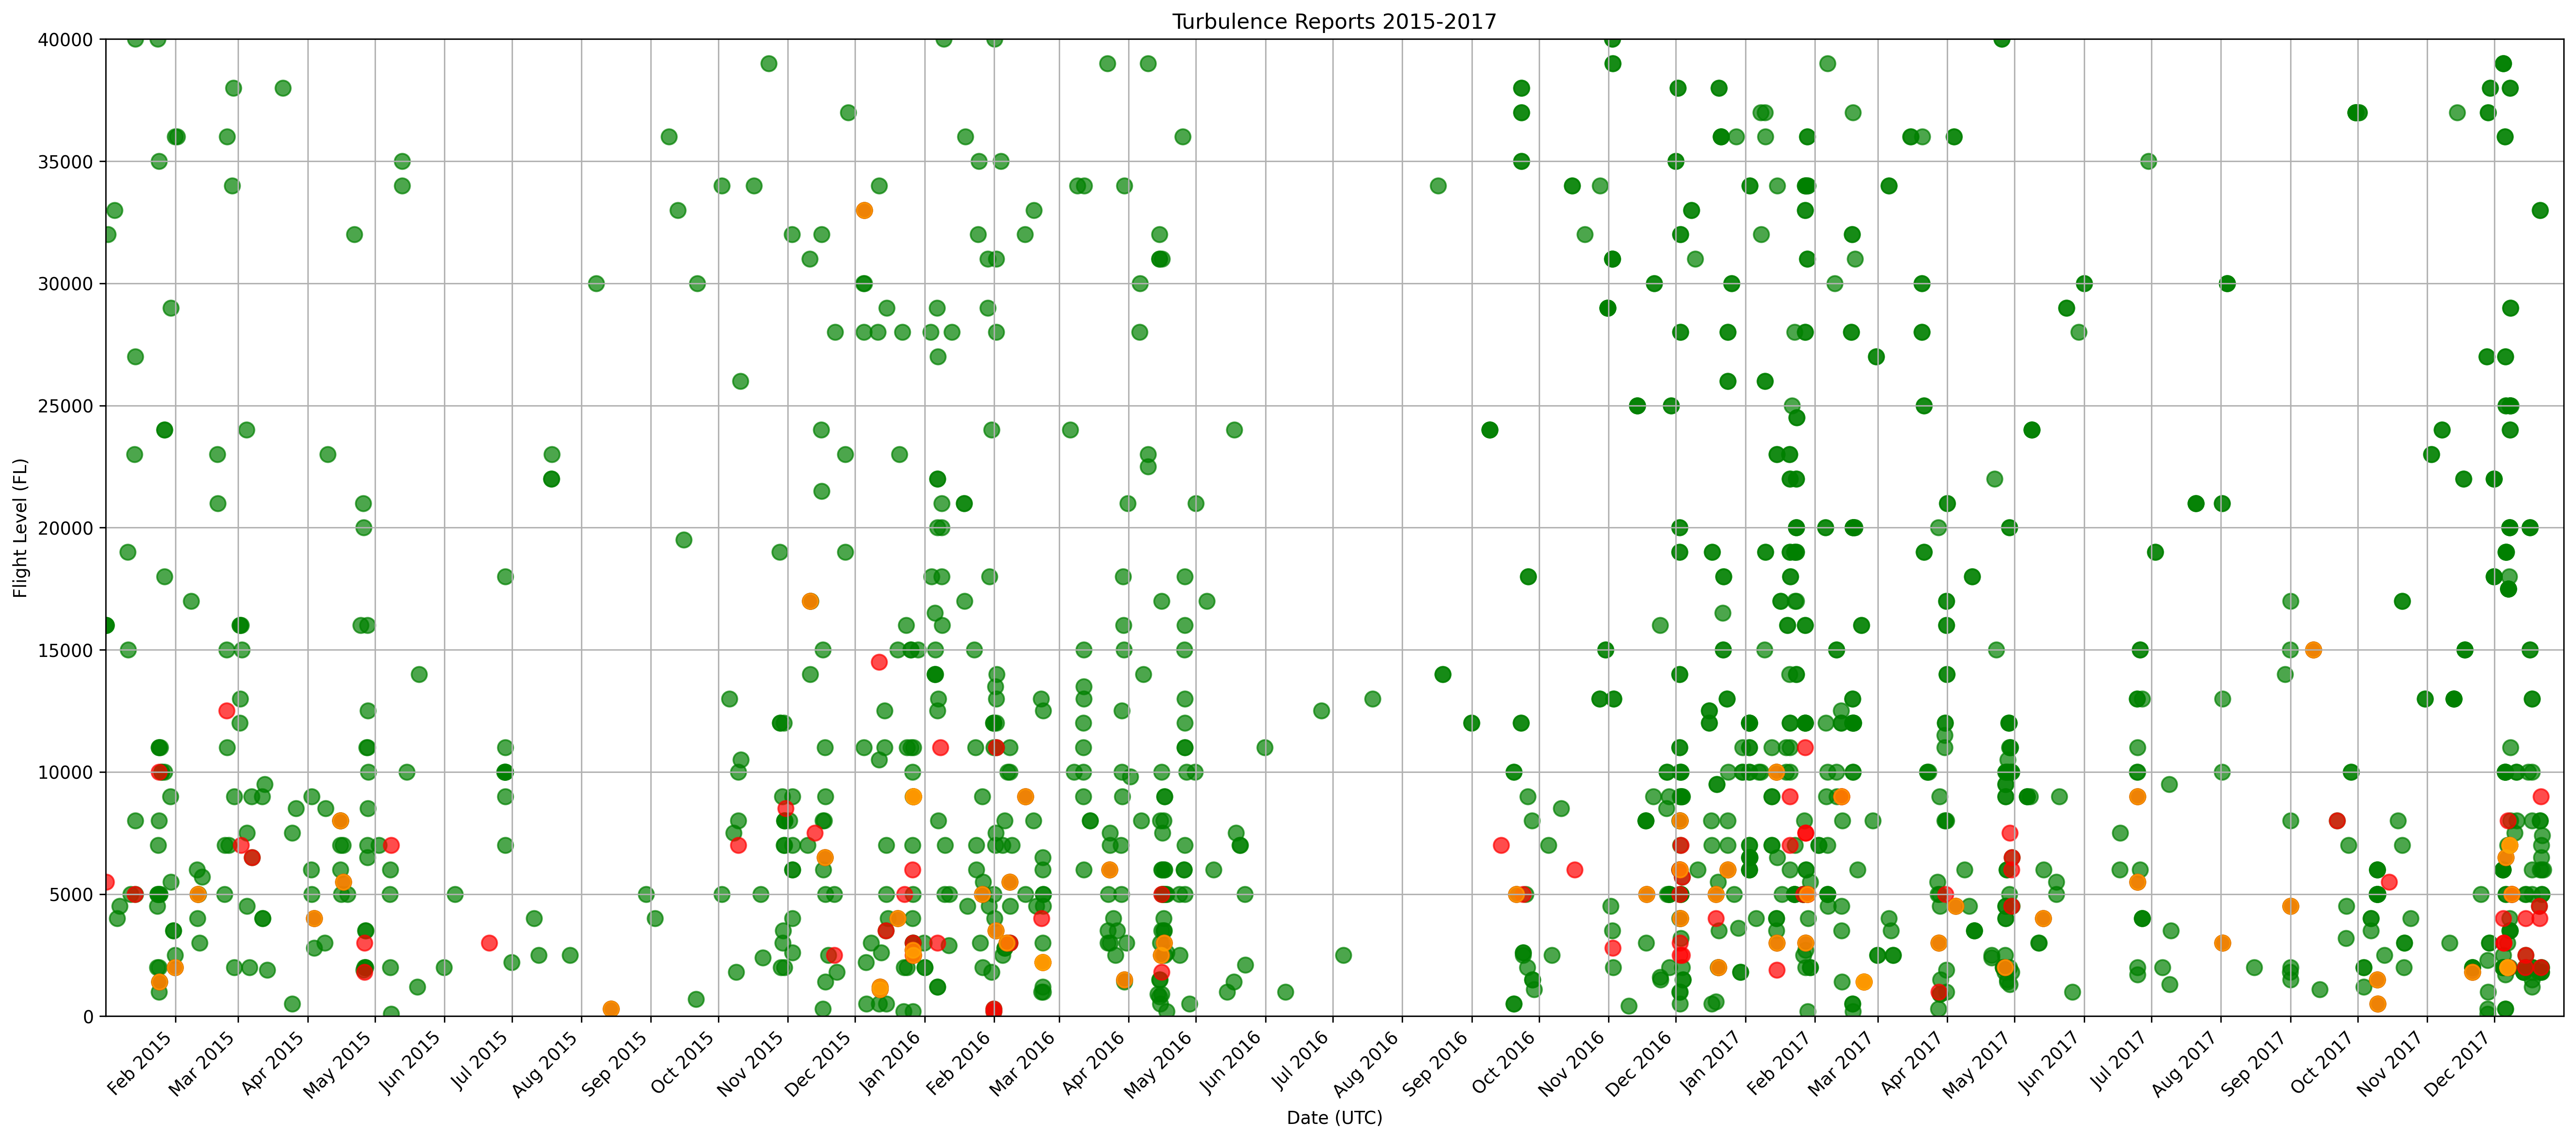 Turbulence Reports 2015-2017
Flight Level (FL)
40000
35000
30000
25000
20000
15000
10000
5000
0
Feb 2015
Mar 2015
Apr 2015
May 2015
Jun 2015
Jul 2015
Aug 2015
Sep 2015
Oct 2015
Nov 2015
Dec 2015
Jan 2016
Feb 2016
Mar 2016
Apr 2016
May 2016
Jun 2016
Jul 2016
Aug 2016
Sep 2016
Oct 2016
Nov 2016
Dec 2016
Jan 2017
Feb 2017
Mar 2017
Apr 2017
May 2017
Jun 2017
Jul 2017
Aug 2017
Sep 2017
Oct 2017
Nov 2017
Dec 2017
Date (UTC)